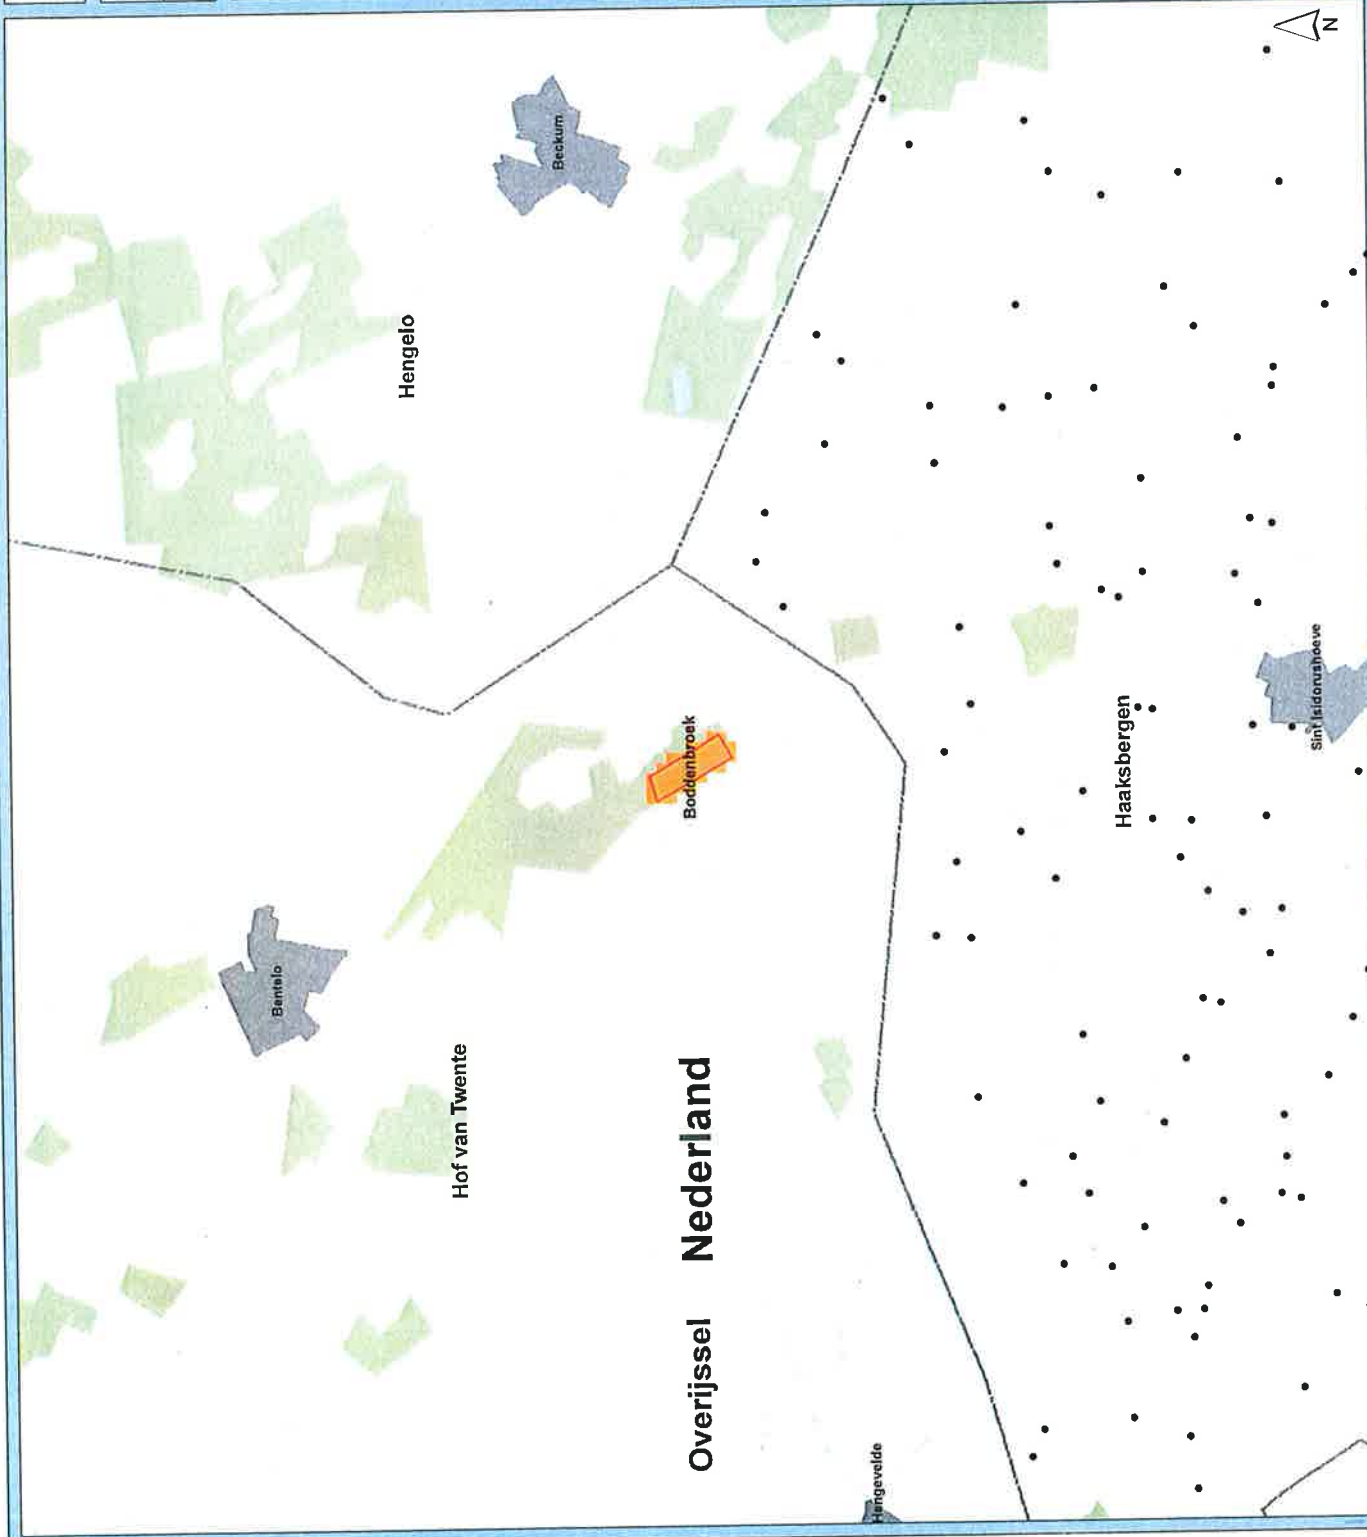 Beckum
Hengelo
Bentelo
Boddenbroek
Hof van Twente
Overijssel Nederland
Haaksbergen
Sint Isidorushoeve
Hengevelde
N